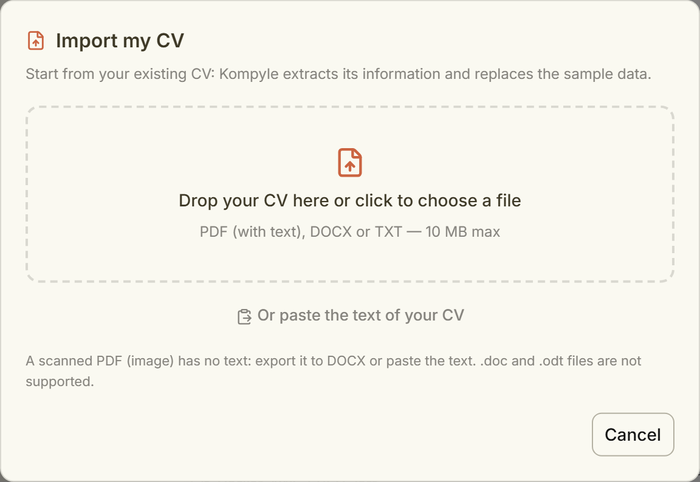 Import my CV
Start from your existing CV: Kompyle extracts its information and replaces the sample data.
Drop your CV here or click to choose a file
PDF (with text), DOCX or TXT — 10 MB max
Or paste the text of your CV
A scanned PDF (image) has no text: export it to DOCX or paste the text. .doc and .odt files are not
supported.
Cancel